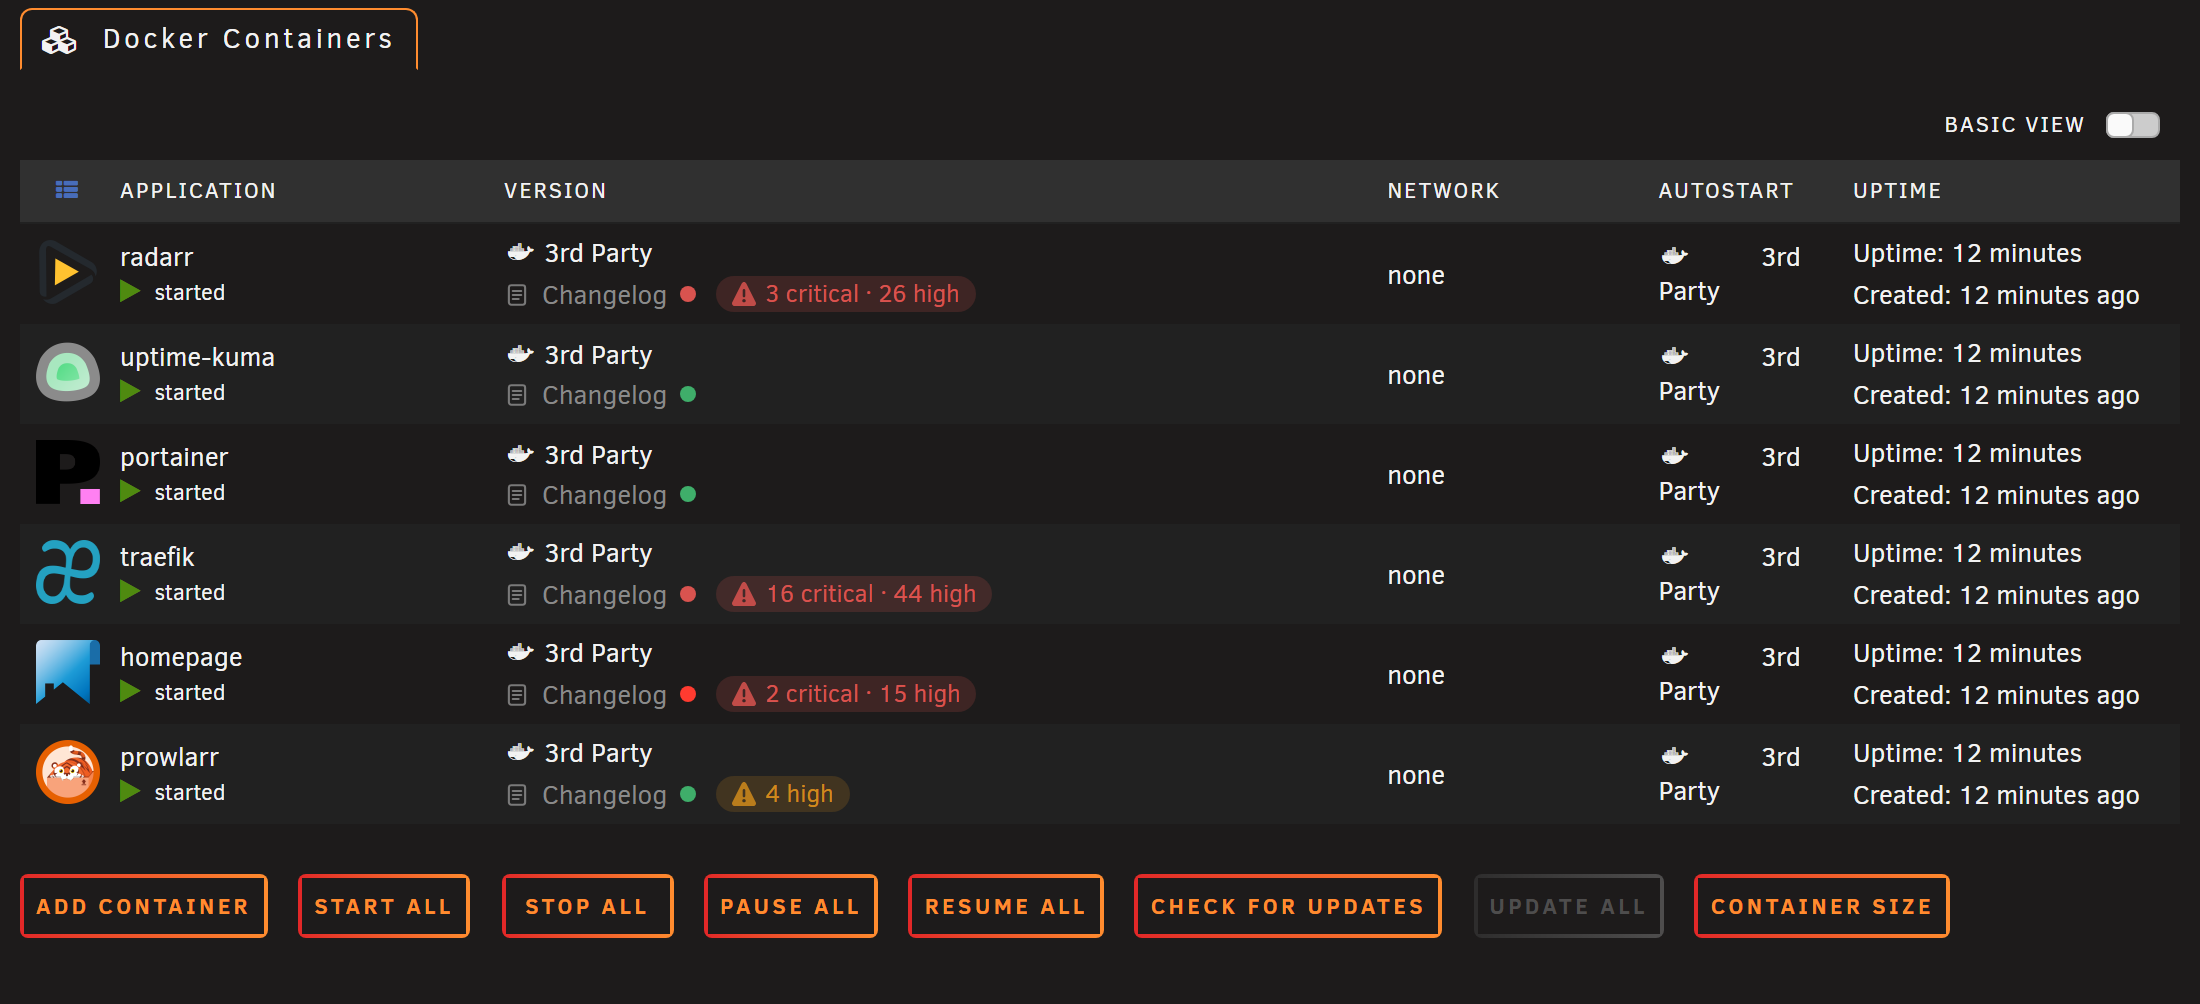 Docker Containers
BASIC VIEW
APPLICATION VERSION NETWORK AUTOSTART UPTIME
radarr
started
3rd Party
Changelog
3 critical · 26 high
none
3rd
Party
Uptime: 12 minutes
Created: 12 minutes ago
uptime-kuma
started
3rd Party
Changelog
none
3rd
Party
Uptime: 12 minutes
Created: 12 minutes ago
portainer
started
3rd Party
Changelog
none
3rd
Party
Uptime: 12 minutes
Created: 12 minutes ago
traefik
started
3rd Party
Changelog
16 critical · 44 high
none
3rd
Party
Uptime: 12 minutes
Created: 12 minutes ago
homepage
started
3rd Party
Changelog
2 critical · 15 high
none
3rd
Party
Uptime: 12 minutes
Created: 12 minutes ago
prowlarr
started
3rd Party
Changelog
4 high
none
3rd
Party
Uptime: 12 minutes
Created: 12 minutes ago
ADD CONTAINER START ALL STOP ALL PAUSE ALL RESUME ALL CHECK FOR UPDATES UPDATE ALL CONTAINER SIZE